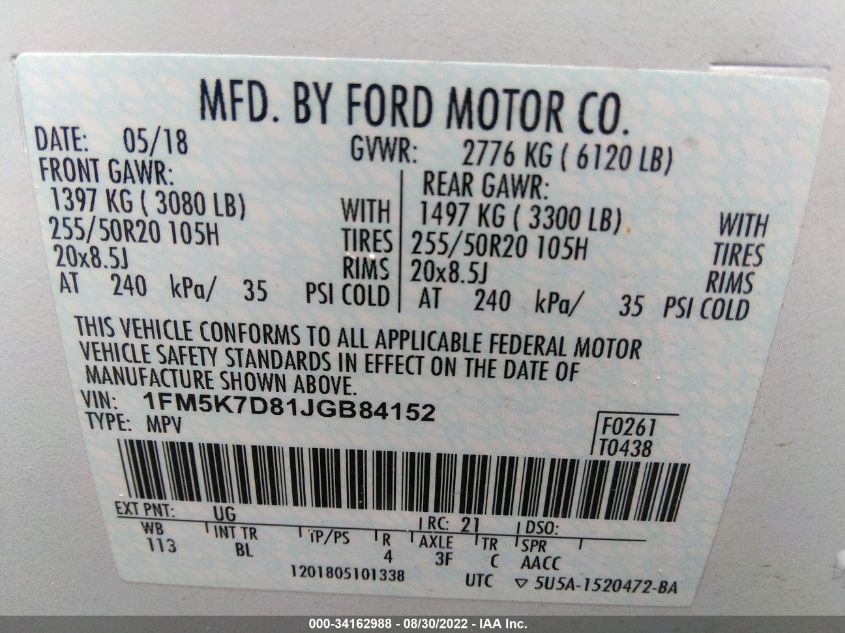 MFD. BY FORD MOTOR CO.
DATE: 05/18 GVWR: 2776 KG ( 6120 LB)
FRONT GAWR: REAR GAWR:
1397 KG ( 3080 LB) WITH 1497 KG ( 3300 LB) WITH
255/50R20 105H TIRES 255/50R20 105H TIRES
20x8.5J RIMS 20x8.5J RIMS
AT 240 kPa/ 35 PSI COLD AT 240 kPa/ 35 PSI COLD
THIS VEHICLE CONFORMS TO ALL APPLICABLE FEDERAL MOTOR
VEHICLE SAFETY STANDARDS IN EFFECT ON THE DATE OF
MANUFACTURE SHOWN ABOVE.
VIN: 1FM5K7D81JGB84152
TYPE: MPV
F0261
T0438
EXT PNT: UG RC: 21 DSO:
WB INT TR TP/PS R AXLE TR SPR
113 BL 4 3F C AACC
1201805101338 UTC ▽ 5U5A-1520472-BA
000-34162988 - 08/30/2022 - IAA Inc.